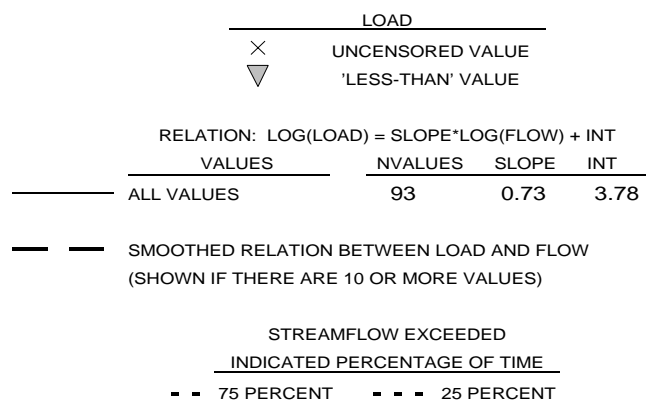 LOAD
UNCENSORED VALUE
'LESS-THAN' VALUE
RELATION: LOG(LOAD) = SLOPE*LOG(FLOW) + INT
VALUES NVALUES SLOPE INT
ALL VALUES 93 0.73 3.78
SMOOTHED RELATION BETWEEN LOAD AND FLOW
(SHOWN IF THERE ARE 10 OR MORE VALUES)
STREAMFLOW EXCEEDED
INDICATED PERCENTAGE OF TIME
75 PERCENT 25 PERCENT